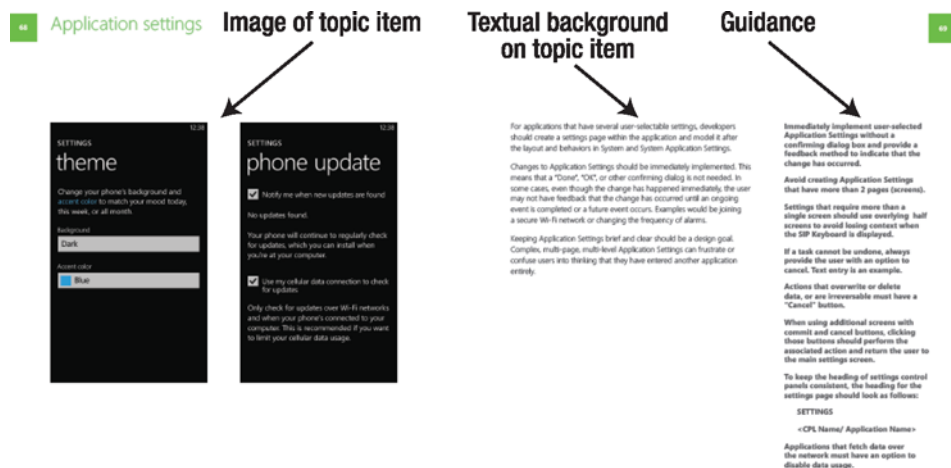 68
Application settings
Image of topic item
Textual background
on topic item
Guidance
69
12:38
SETTINGS
theme
Change your phone's background and
accent color to match your mood today,
this week, or all month.
Background
Dark
Accent color
Blue
12:38
SETTINGS
phone update
Notify me when new updates are found
No updates found.
Your phone will continue to regularly check
for updates, which you can install when
you're at your computer.
Use my cellular data connection to check
for updates
Only check for updates over Wi-Fi networks
and when your phone's connected to your
computer. This is recommended if you want
to limit your cellular data usage.
For applications that have several user-selectable settings, developers
should create a settings page within the application and model it after
the layout and behaviors in System and System Application Settings.
Changes to Application Settings should be immediately implemented. This
means that a "Done", "OK", or other confirming dialog is not needed. In
some cases, even though the change has happened immediately, the user
may not have feedback that the change has occurred until an ongoing
event is completed or a future event occurs. Examples would be joining
a secure Wi-Fi network or changing the frequency of alarms.
Keeping Application Settings brief and clear should be a design goal.
Complex, multi-page, multi-level Application Settings can frustrate or
confuse users into thinking that they have entered another application
entirely.
Immediately implement user-selected
Application Settings without a
confirming dialog box and provide a
feedback method to indicate that the
change has occurred.
Avoid creating Application Settings
that have more than 2 pages (screens).
Settings that require more than a
single screen should use overlying half
screens to avoid losing context when
the SIP Keyboard is displayed.
If a task cannot be undone, always
provide the user with an option to
cancel. Text entry is an example.
Actions that overwrite or delete
data, or are irreversable must have a
"Cancel" button.
When using additional screens with
commit and cancel buttons, clicking
those buttons should perform the
associated action and return the user to
the main settings screen.
To keep the heading of settings control
panels consistent, the heading for the
settings page should look as follows:
SETTINGS
<CPL Name/ Application Name>
Applications that fetch data over
the network must have an option to
disable data usage.